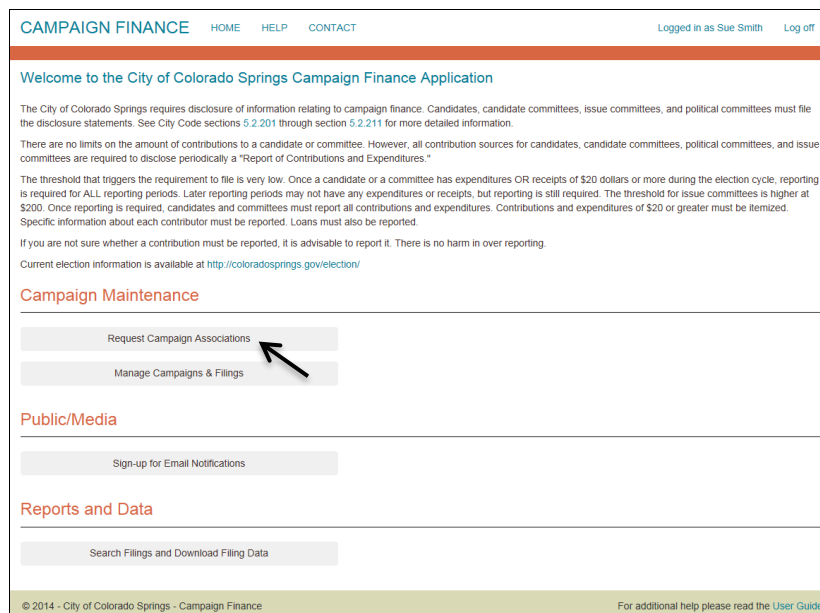 CAMPAIGN FINANCE HOME HELP CONTACT Logged in as Sue Smith Log off
Welcome to the City of Colorado Springs Campaign Finance Application
The City of Colorado Springs requires disclosure of information relating to campaign finance. Candidates, candidate committees, issue committees, and political committees must file
the disclosure statements. See City Code sections 5.2.201 through section 5.2.211 for more detailed information.
There are no limits on the amount of contributions to a candidate or committee. However, all contribution sources for candidates, candidate committees, political committees, and issue
committees are required to disclose periodically a "Report of Contributions and Expenditures."
The threshold that triggers the requirement to file is very low. Once a candidate or a committee has expenditures OR receipts of $20 dollars or more during the election cycle, reporting
is required for ALL reporting periods. Later reporting periods may not have any expenditures or receipts, but reporting is still required. The threshold for issue committees is higher at
$200. Once reporting is required, candidates and committees must report all contributions and expenditures. Contributions and expenditures of $20 or greater must be itemized.
Specific information about each contributor must be reported. Loans must also be reported.
If you are not sure whether a contribution must be reported, it is advisable to report it. There is no harm in over reporting.
Current election information is available at http://coloradosprings.gov/election/
Campaign Maintenance
Request Campaign Associations
Manage Campaigns & Filings
Public/Media
Sign-up for Email Notifications
Reports and Data
Search Filings and Download Filing Data
© 2014 - City of Colorado Springs - Campaign Finance For additional help please read the User Guide